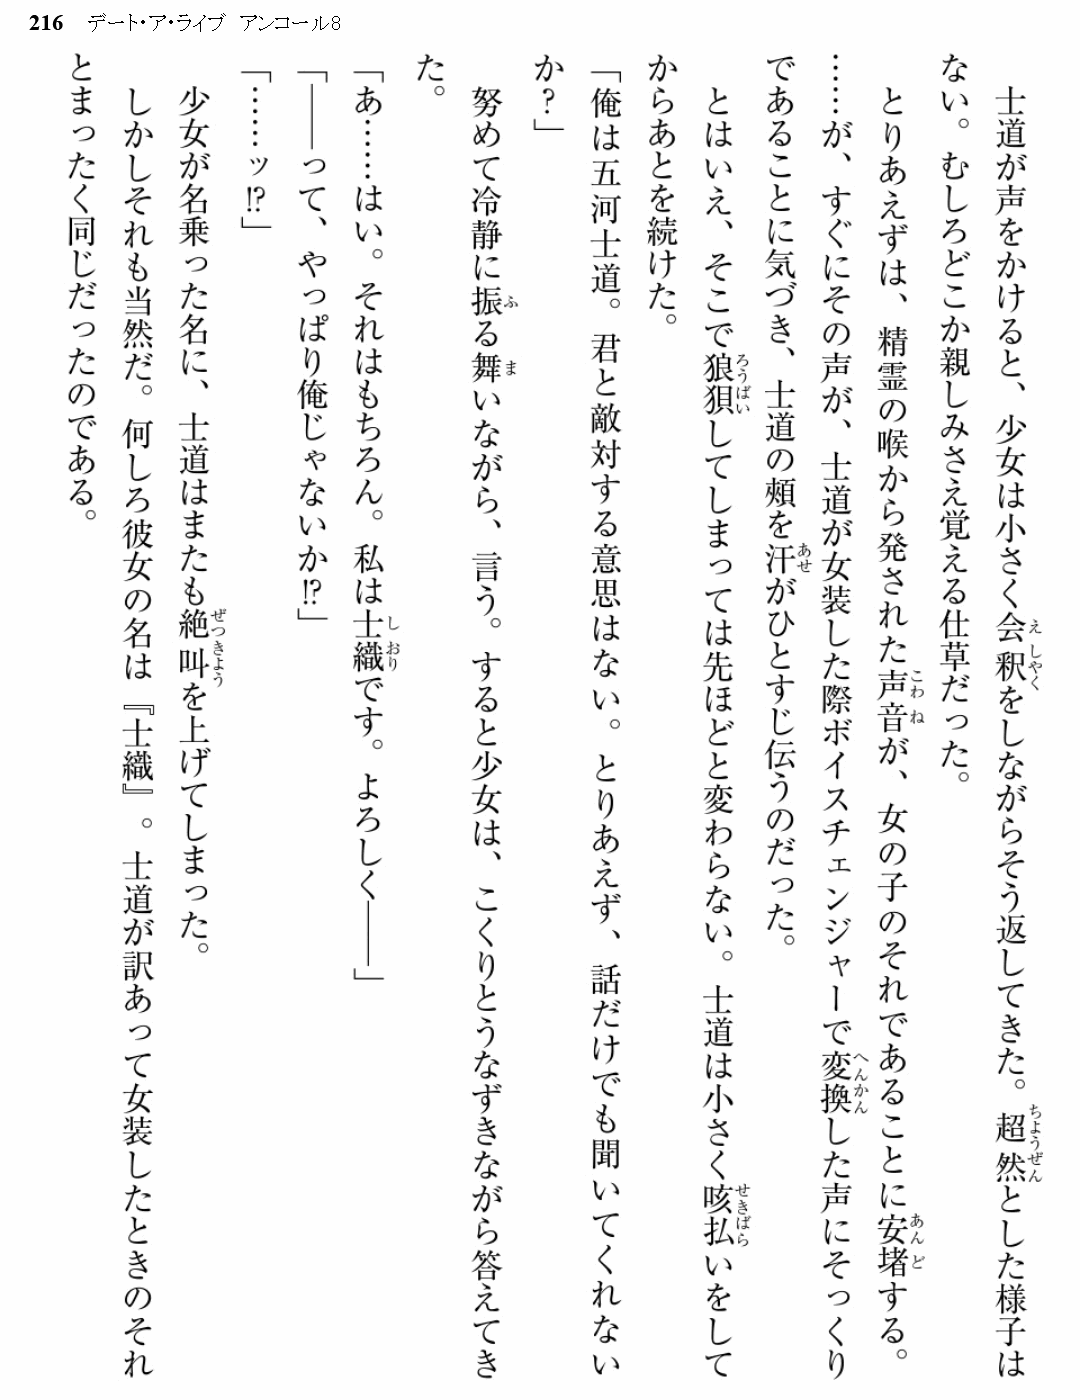 216 デート・ア・ライブ アンコール8
士道が声をかけると、少女は小さく会釈をしながらそう返してきた。超然とした様子は
ない。むしろどこか親しみさえ覚える仕草だった。
とりあえずは、精霊の喉から発された声音が、女の子のそれであることに安堵する。
……が、すぐにその声が、士道が女装した際ボイスチェンジャーで変換した声にそっくり
であることに気づき、士道の頰を汗がひとすじ伝うのだった。
とはいえ、そこで狼狽してしまっては先ほどと変わらない。士道は小さく咳払いをして
からあとを続けた。
「俺は五河士道。君と敵対する意思はない。とりあえず、話だけでも聞いてくれない
か?」
努めて冷静に振る舞いながら、言う。すると少女は、こくりとうなずきながら答えてき
た。
「あ……はい。それはもちろん。私は士織です。よろしく――」
「――って、やっぱり俺じゃないか!?」
「……ッ!?」
少女が名乗った名に、士道はまたも絶叫を上げてしまった。
しかしそれも当然だ。何しろ彼女の名は『士織』。士道が訳あって女装したときのそれ
とまったく同じだったのである。